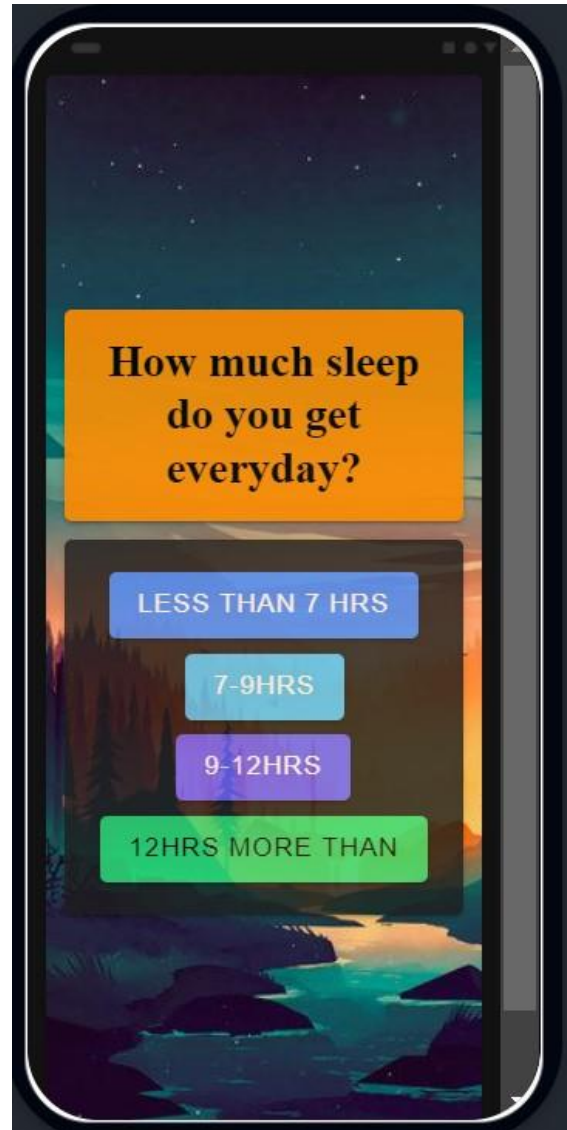 How much sleep
do you get
everyday?
LESS THAN 7 HRS
7-9HRS
9-12HRS
12HRS MORE THAN